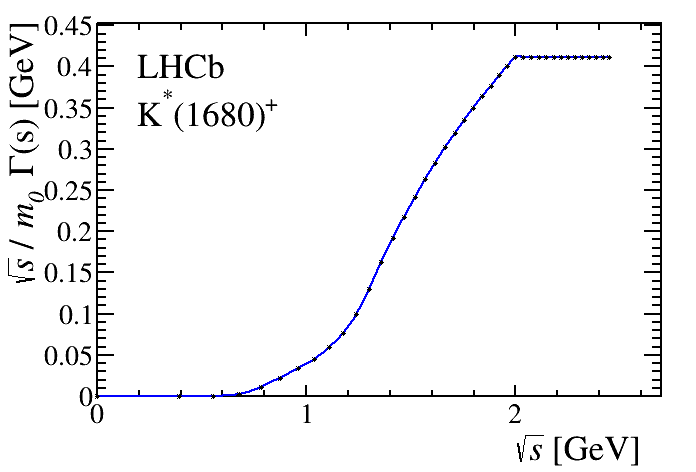 √s / m₀ Γ(s) [GeV]
0.45
0.4
0.35
0.3
0.25
0.2
0.15
0.1
0.05
0
LHCb
K*(1680)⁺
0 1 2
√s [GeV]